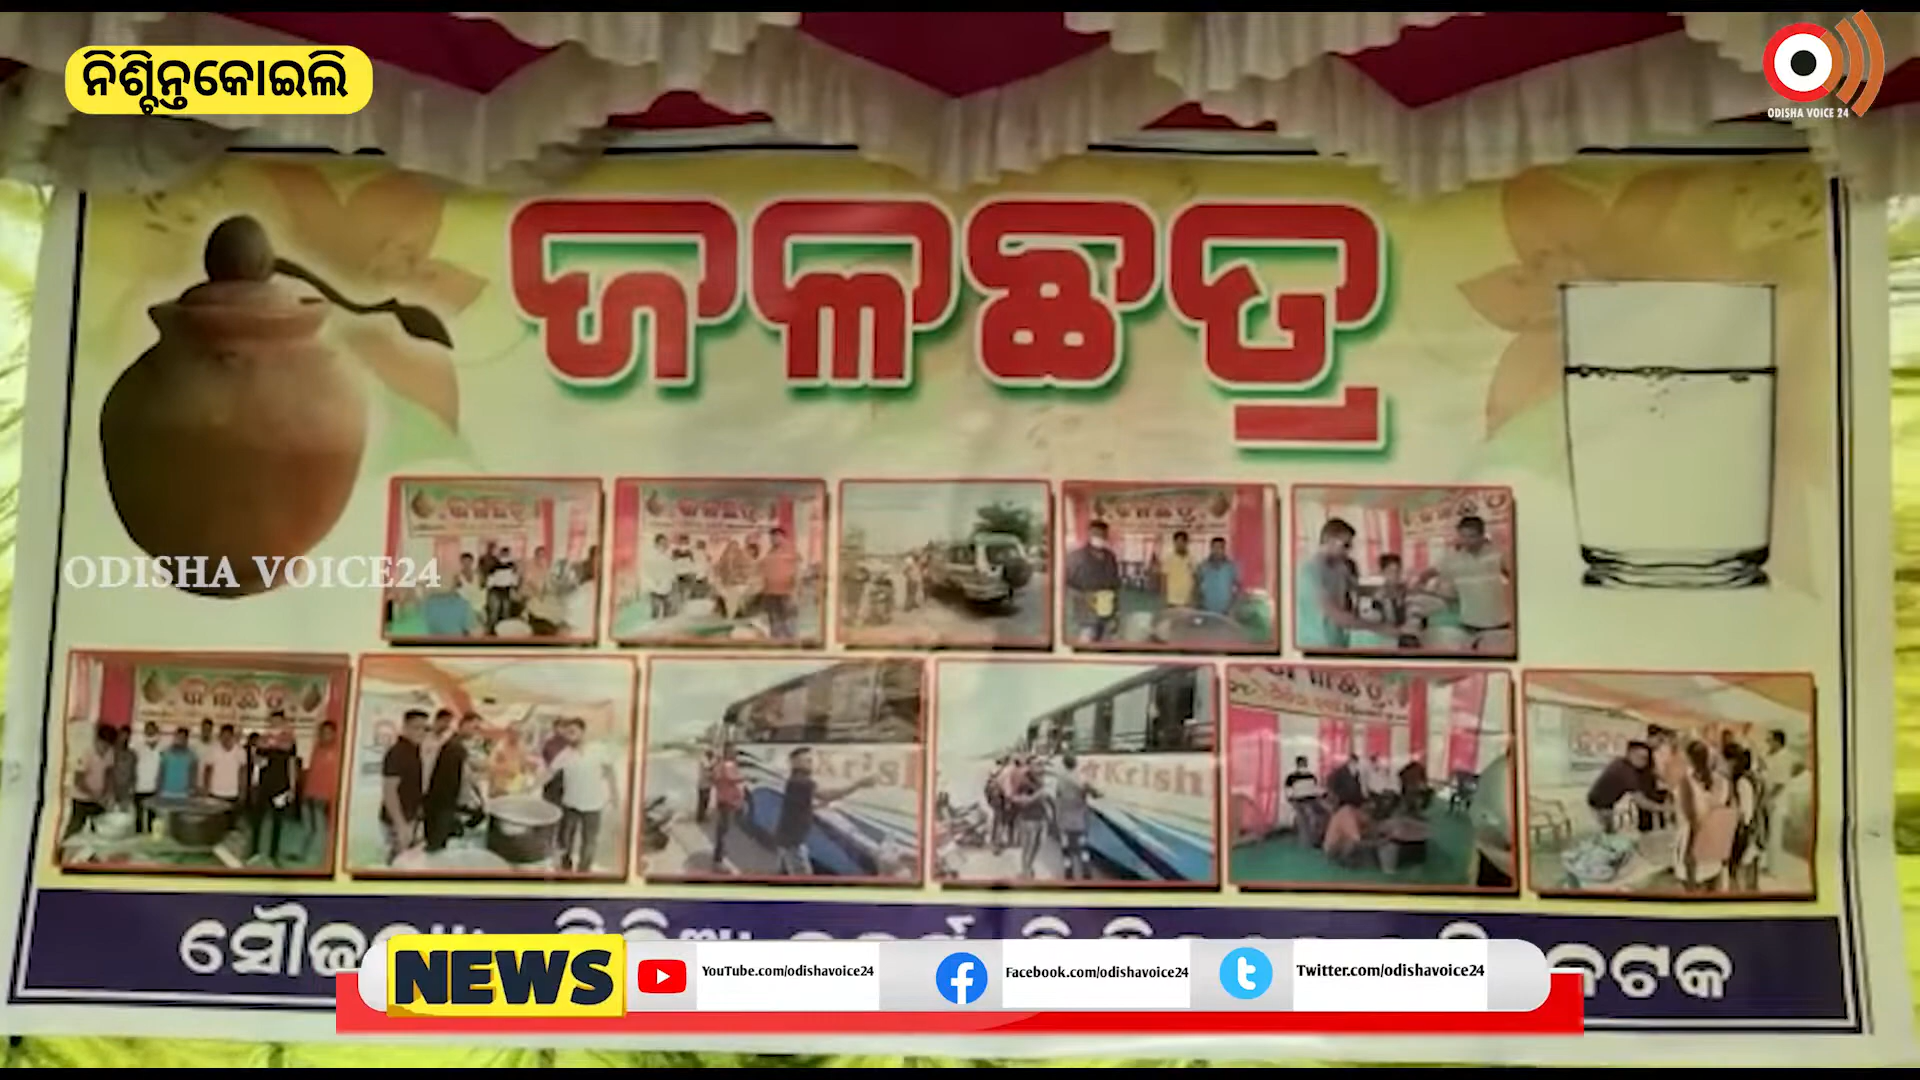 ନିଶ୍ଚିନ୍ତକୋଇଲି
ODISHA VOICE 24
ଜଳଛତ୍ର
ODISHA VOICE24
Krish
କଟକ
NEWS
YouTube.com/odishavoice24
Facebook.com/odishavoice24
Twitter.com/odishavoice24